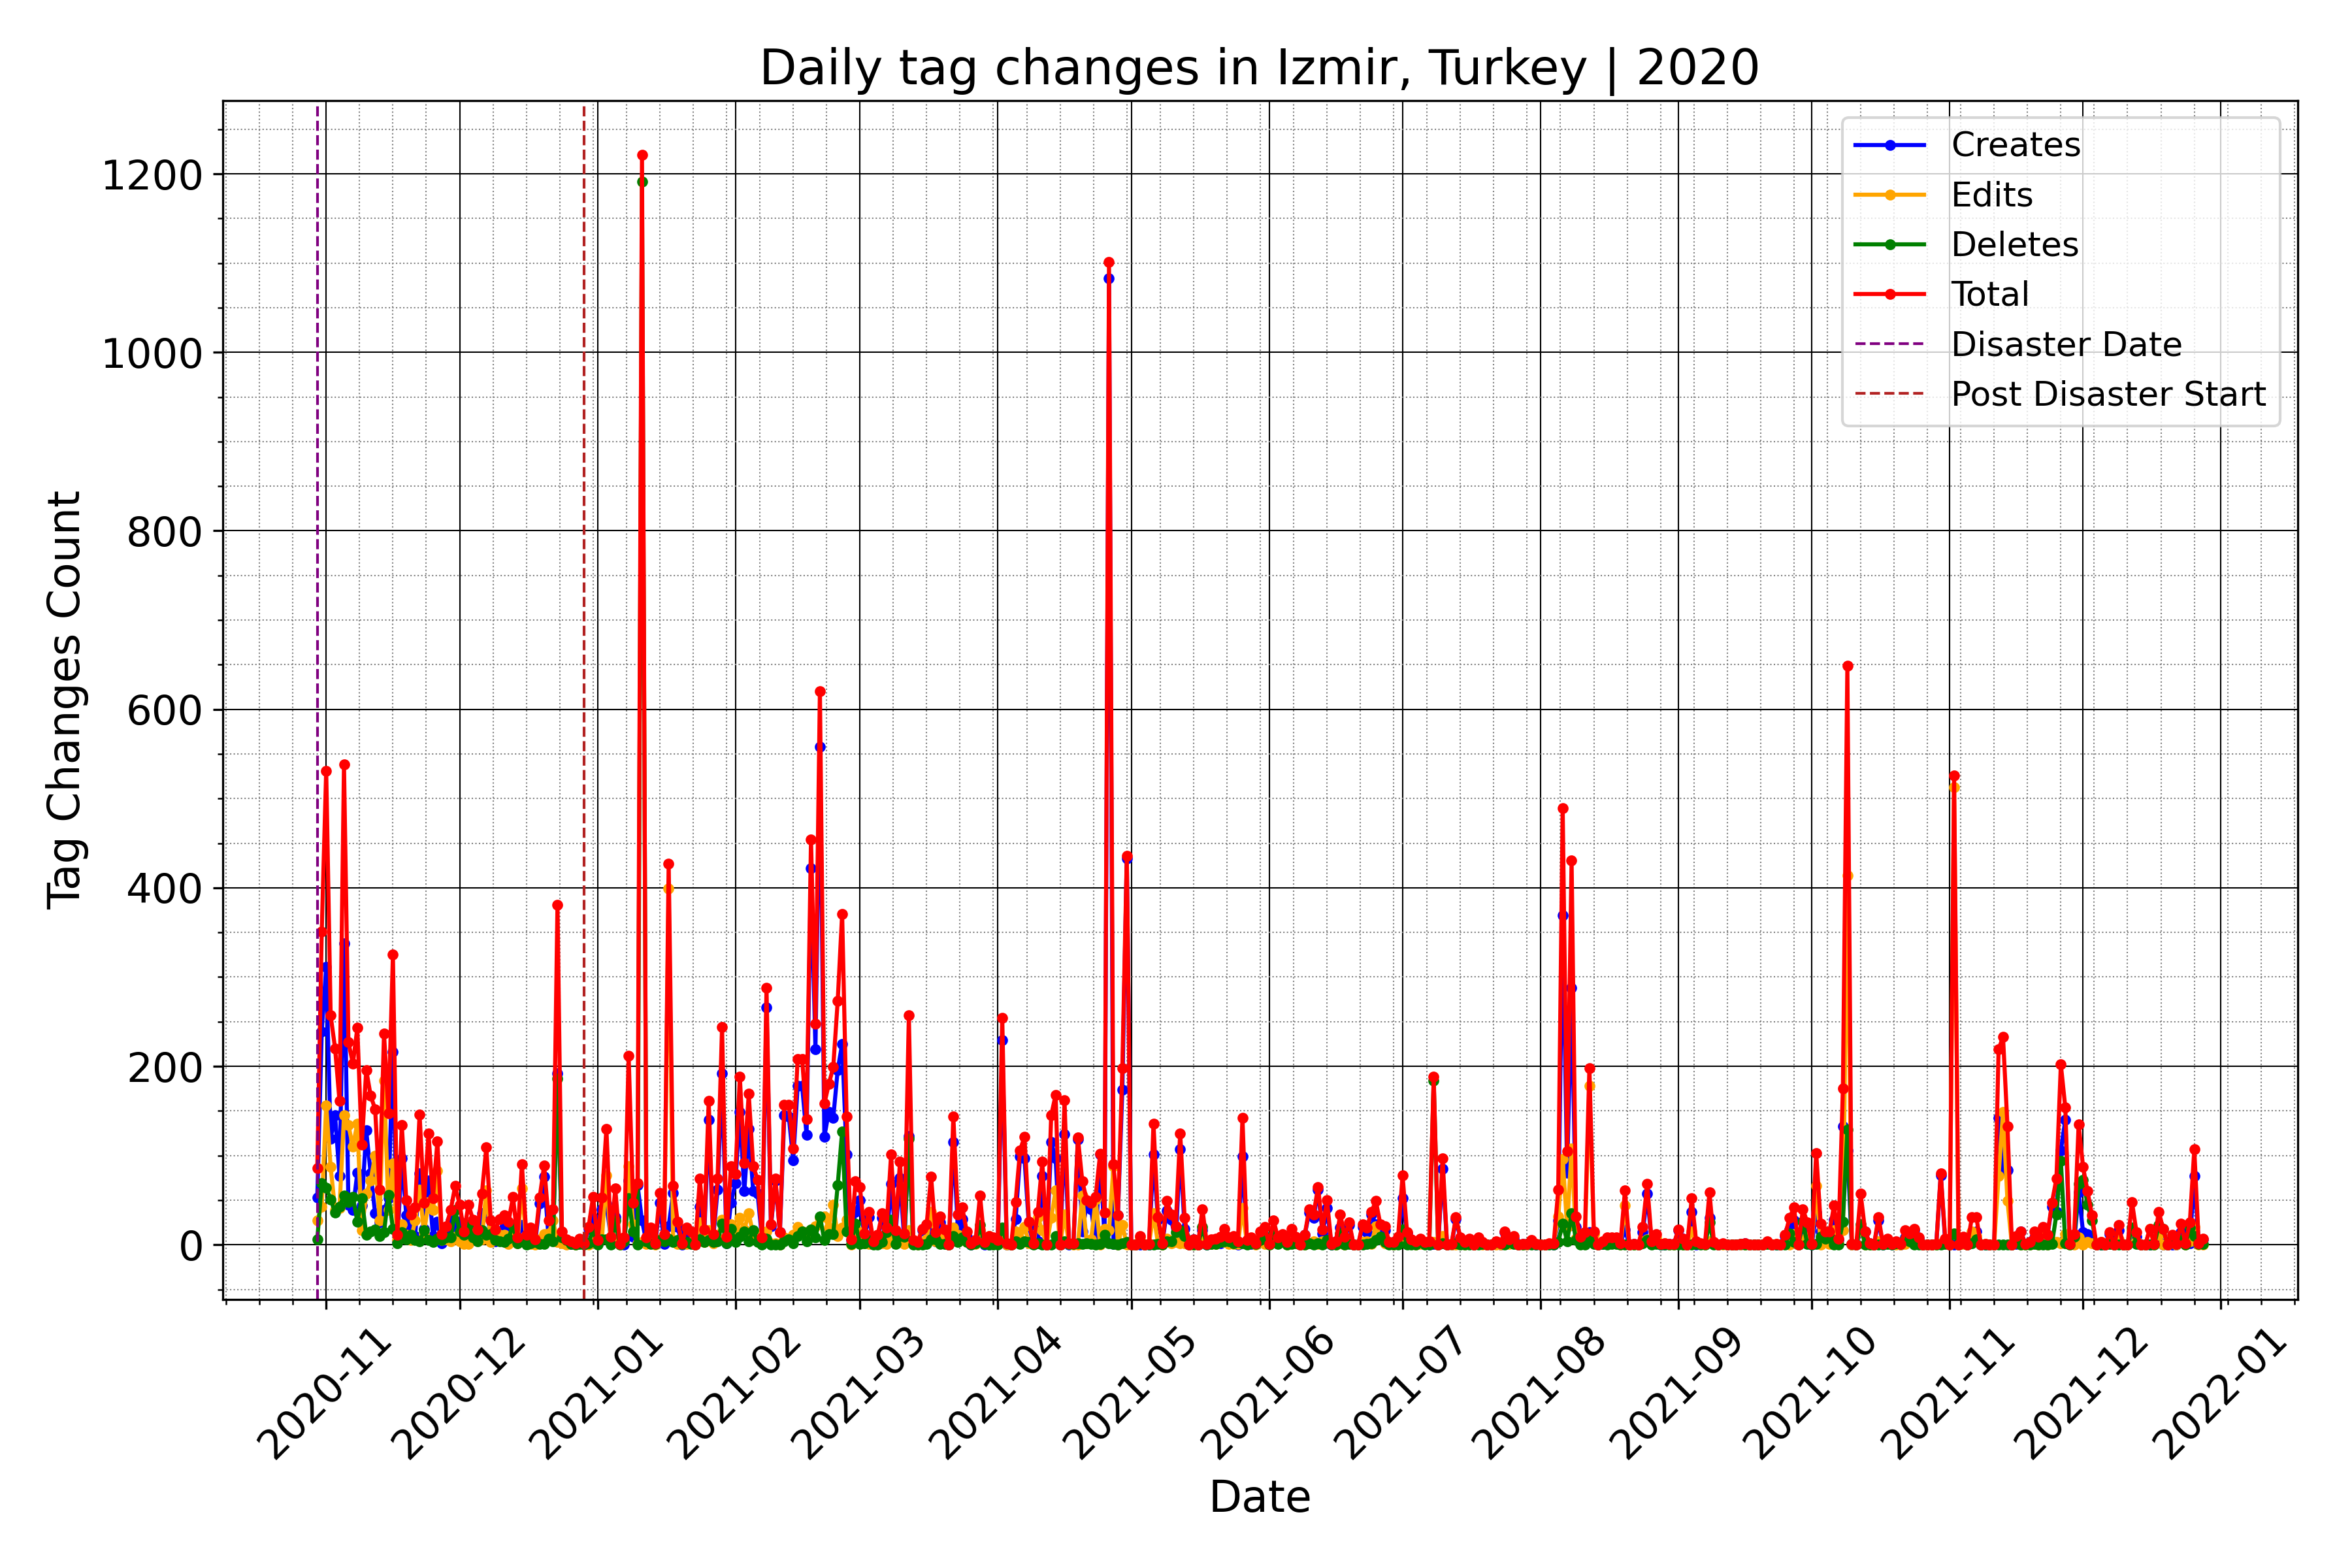 Daily tag changes in Izmir, Turkey | 2020
Tag Changes Count
1200
1000
800
600
400
200
0
Creates
Edits
Deletes
Total
Disaster Date
Post Disaster Start
2020-11
2020-12
2021-01
2021-02
2021-03
2021-04
2021-05
2021-06
2021-07
2021-08
2021-09
2021-10
2021-11
2021-12
2022-01
Date